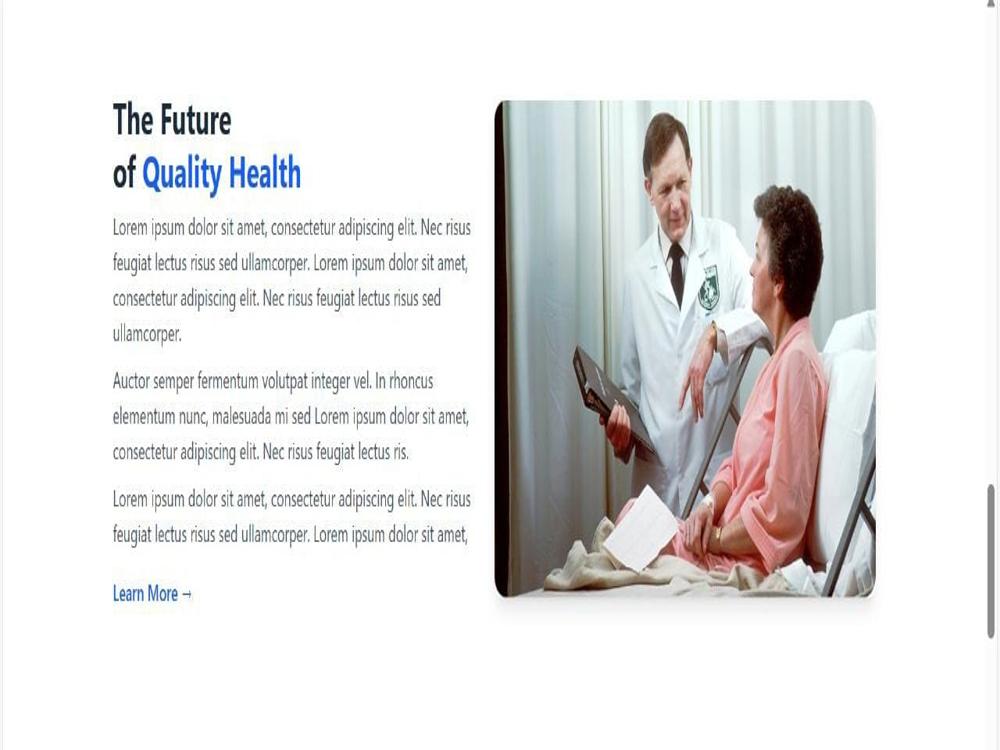 The Future
of Quality Health
Lorem ipsum dolor sit amet, consectetur adipiscing elit. Nec risus
feugiat lectus risus sed ullamcorper. Lorem ipsum dolor sit amet,
consectetur adipiscing elit. Nec risus feugiat lectus risus sed
ullamcorper.
Auctor semper fermentum volutpat integer vel. In rhoncus
elementum nunc, malesuada mi sed Lorem ipsum dolor sit amet,
consectetur adipiscing elit. Nec risus feugiat lectus ris.
Lorem ipsum dolor sit amet, consectetur adipiscing elit. Nec risus
feugiat lectus risus sed ullamcorper. Lorem ipsum dolor sit amet,
Learn More →